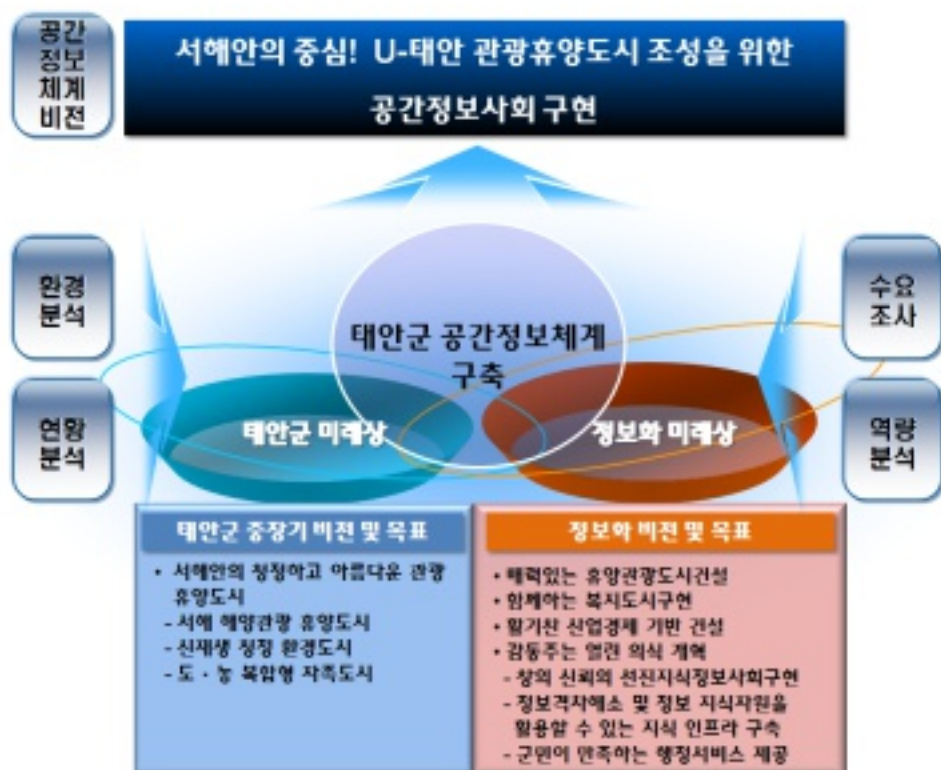 공간
정보
체계
비전
서해안의 중심! U-태안 관광휴양도시 조성을 위한
공간정보사회 구현
환경
분석
수요
조사
태안군 공간정보체계
구축
현황
분석
태안군 미래상
정보화 미래상
역량
분석
태안군 중장기 비전 및 목표
• 서해안의 청정하고 아름다운 관광
휴양도시
- 서해 해양관광 휴양도시
- 신재생 청정 환경도시
- 도 · 농 복합형 자족도시
정보화 비전 및 목표
• 매력있는 휴양관광도시건설
• 함께하는 복지도시구현
• 활기찬 산업경제 기반 건설
• 감동주는 열린 의식 개혁
- 창의 신뢰의 선진지식정보사회구현
- 정보격차해소 및 정보 지식자원을
활용할 수 있는 지식 인프라 구축
- 군민이 만족하는 행정서비스 제공